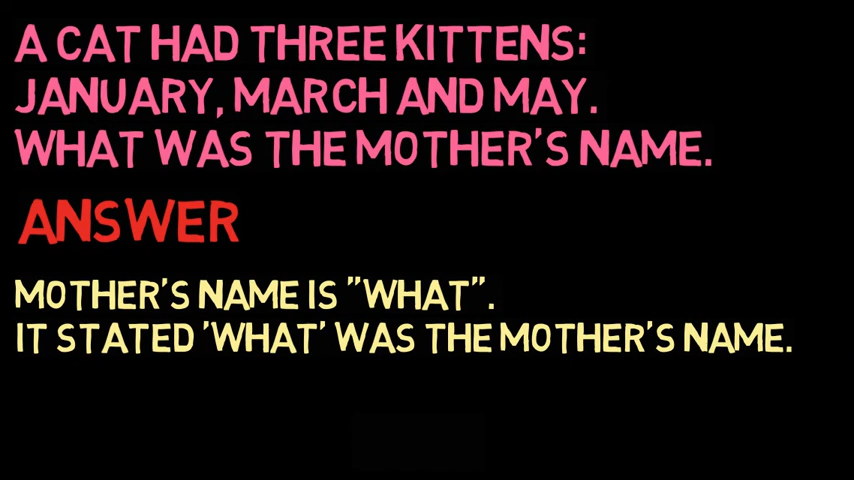 A CAT HAD THREE KITTENS:
JANUARY, MARCH AND MAY.
WHAT WAS THE MOTHER'S NAME.
ANSWER
MOTHER'S NAME IS "WHAT".
IT STATED 'WHAT' WAS THE MOTHER'S NAME.